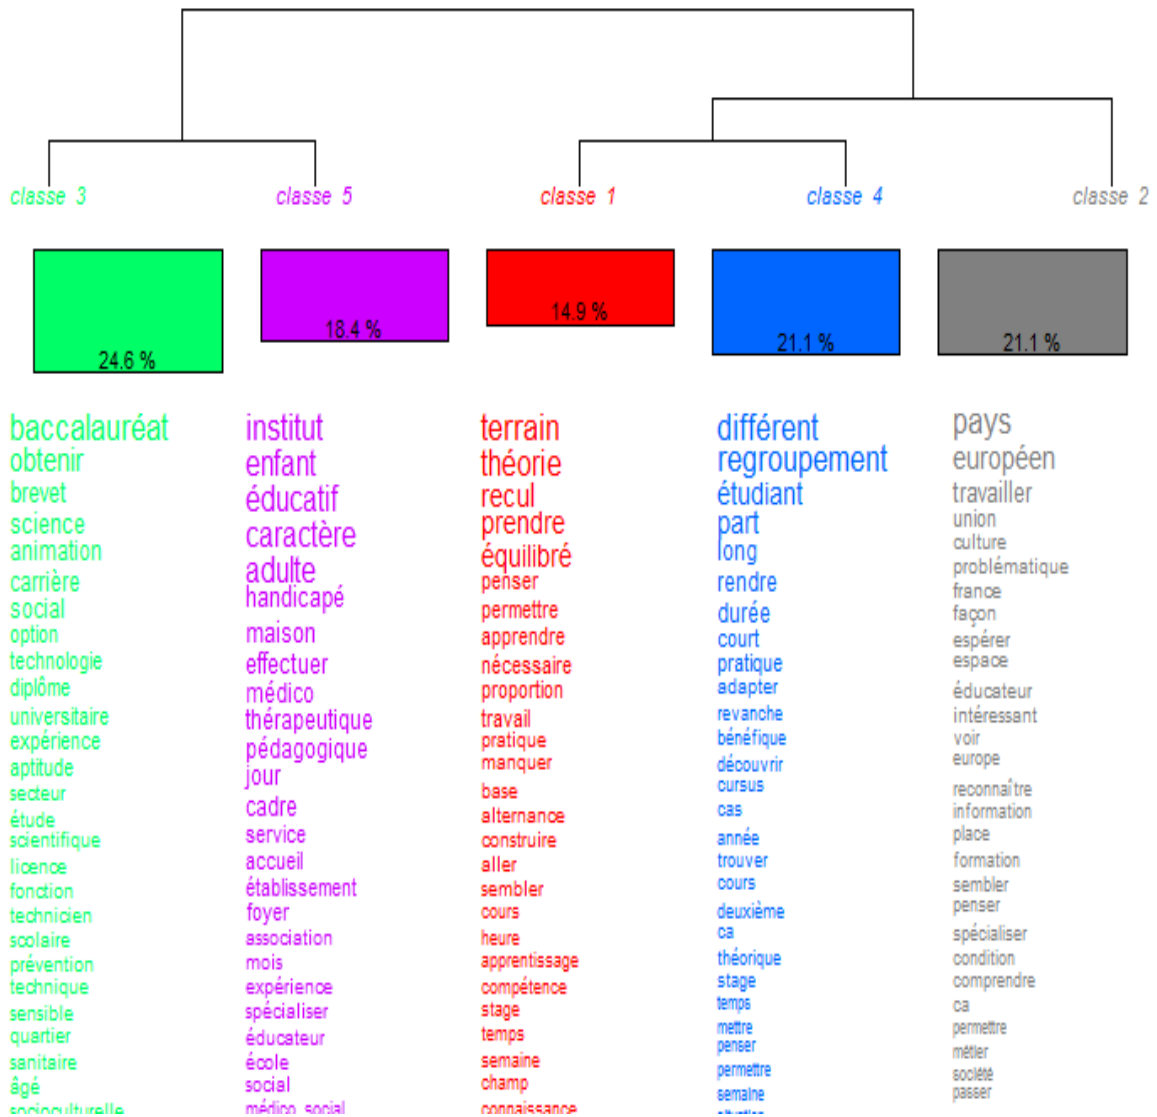 classe 3
classe 5
classe 1
classe 4
classe 2
24.6 %
18.4 %
14.9 %
21.1 %
21.1 %
baccalauréat
obtenir
brevet
science
animation
carrière
social
option
technologie
diplôme
universitaire
expérience
aptitude
secteur
étude
scientifique
licence
fonction
technicien
scolaire
prévention
technique
sensible
quartier
sanitaire
âgé
socioculturelle
institut
enfant
éducatif
caractère
adulte
handicapé
maison
effectuer
médico
thérapeutique
pédagogique
jour
cadre
service
accueil
établissement
foyer
association
mois
expérience
spécialiser
éducateur
école
social
médico_social
terrain
théorie
recul
prendre
équilibré
penser
permettre
apprendre
nécessaire
proportion
travail
pratique
manquer
base
alternance
construire
aller
sembler
cours
heure
apprentissage
compétence
stage
temps
semaine
champ
connaissance
différent
regroupement
étudiant
part
long
rendre
durée
court
pratique
adapter
revanche
bénéfique
découvrir
cursus
cas
année
trouver
cours
deuxième
ca
théorique
stage
temps
mettre
penser
permettre
semaine
pays
européen
travailler
union
culture
problématique
france
façon
espérer
espace
éducateur
intéressant
voir
europe
reconnaître
information
place
formation
sembler
penser
spécialiser
condition
comprendre
ca
permettre
métier
société
passer